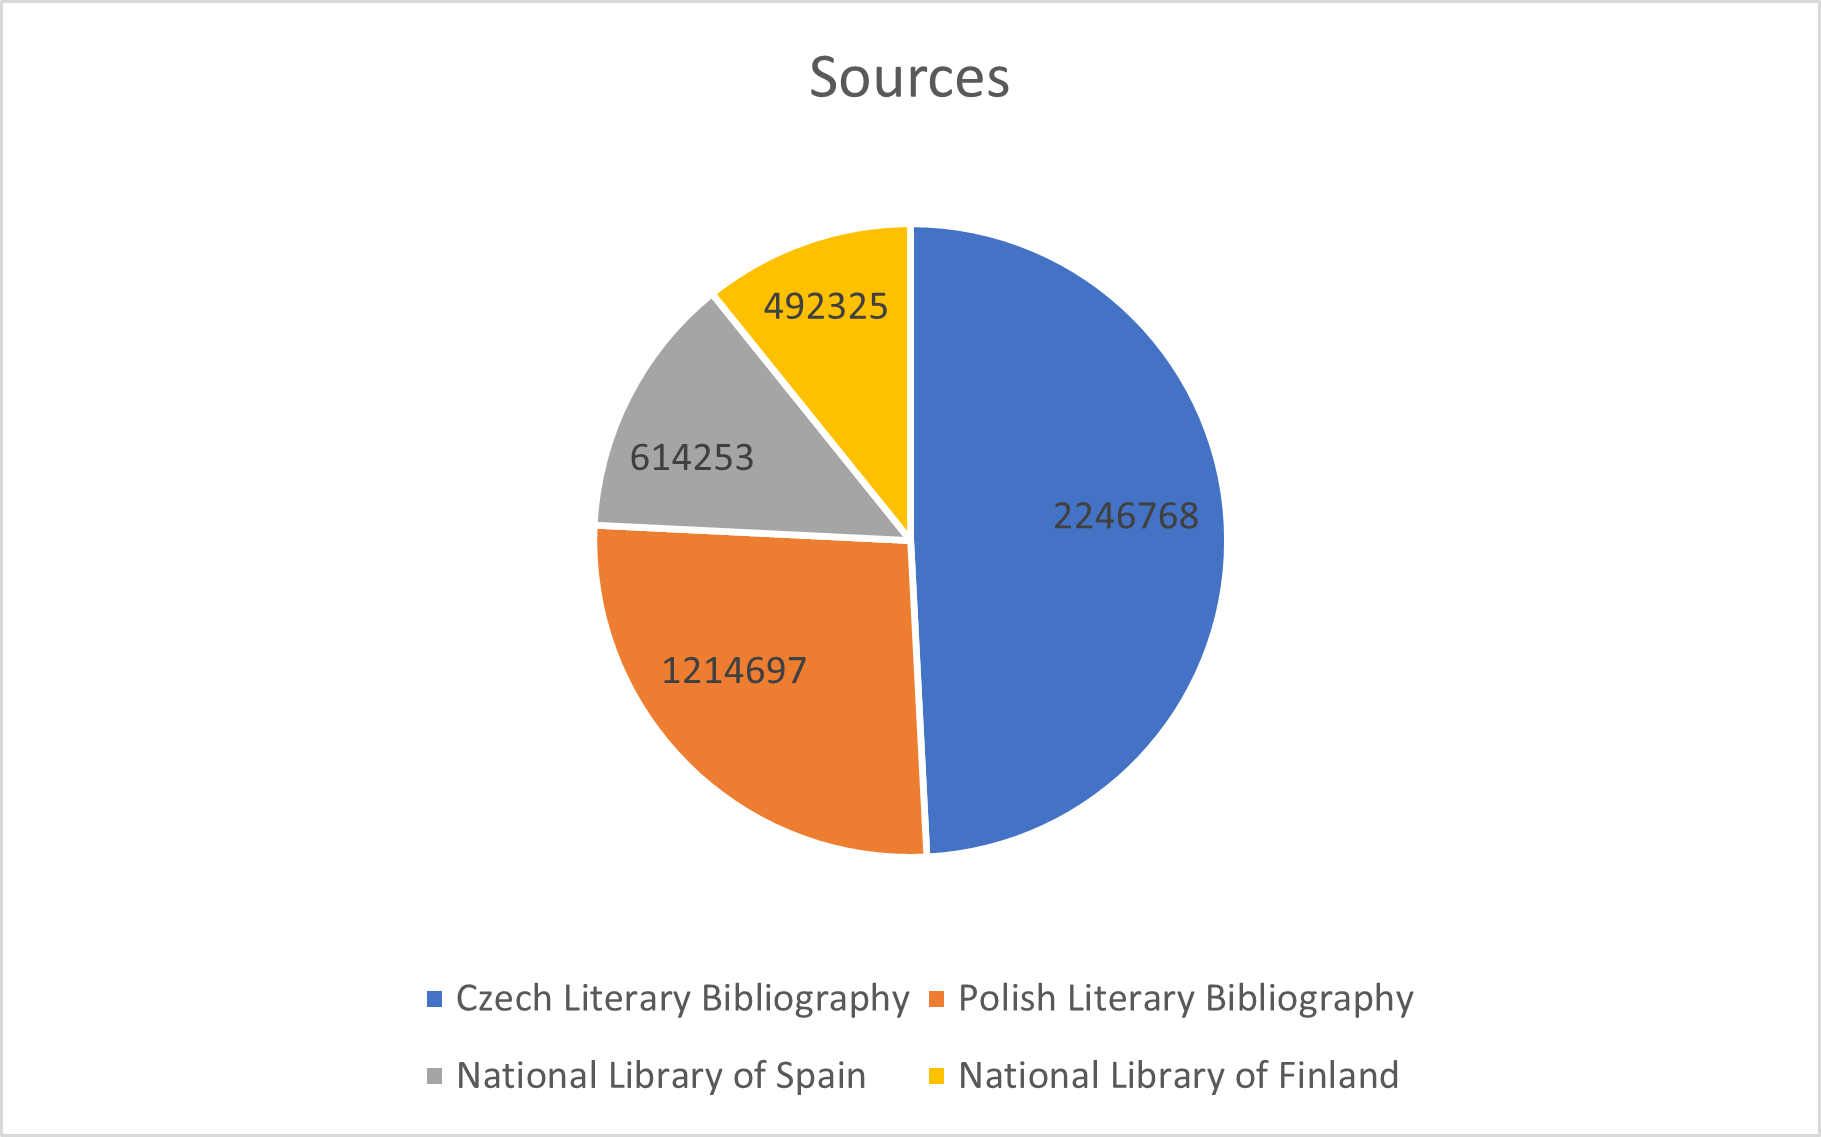 Sources
492325
614253
2246768
1214697
Czech Literary Bibliography
Polish Literary Bibliography
National Library of Spain
National Library of Finland